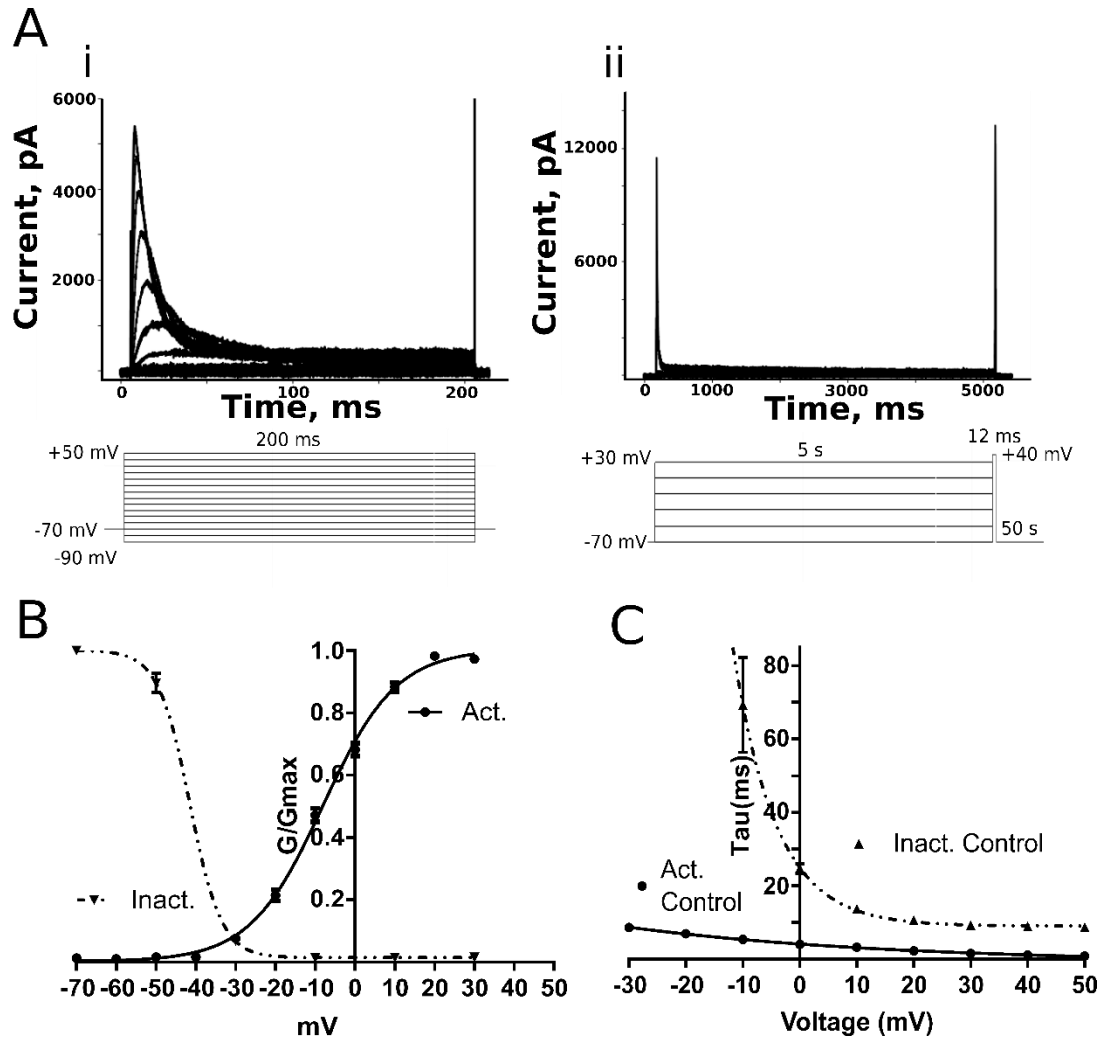 A
i
ii
6000
4000
2000
Current, pA
0
100
200
Time, ms
12000
6000
Current, pA
0
1000
3000
5000
Time, ms
200 ms
+50 mV
-70 mV
-90 mV
12 ms
+30 mV
5 s
+40 mV
50 s
-70 mV
B
1.0
0.8
0.6
0.4
0.2
G/Gmax
Act.
Inact.
-70 -60 -50 -40 -30 -20 -10 0 10 20 30 40 50
mV
C
80
60
40
20
Tau(ms)
Inact. Control
Act.
Control
-30 -20 -10 0 10 20 30 40 50
Voltage (mV)